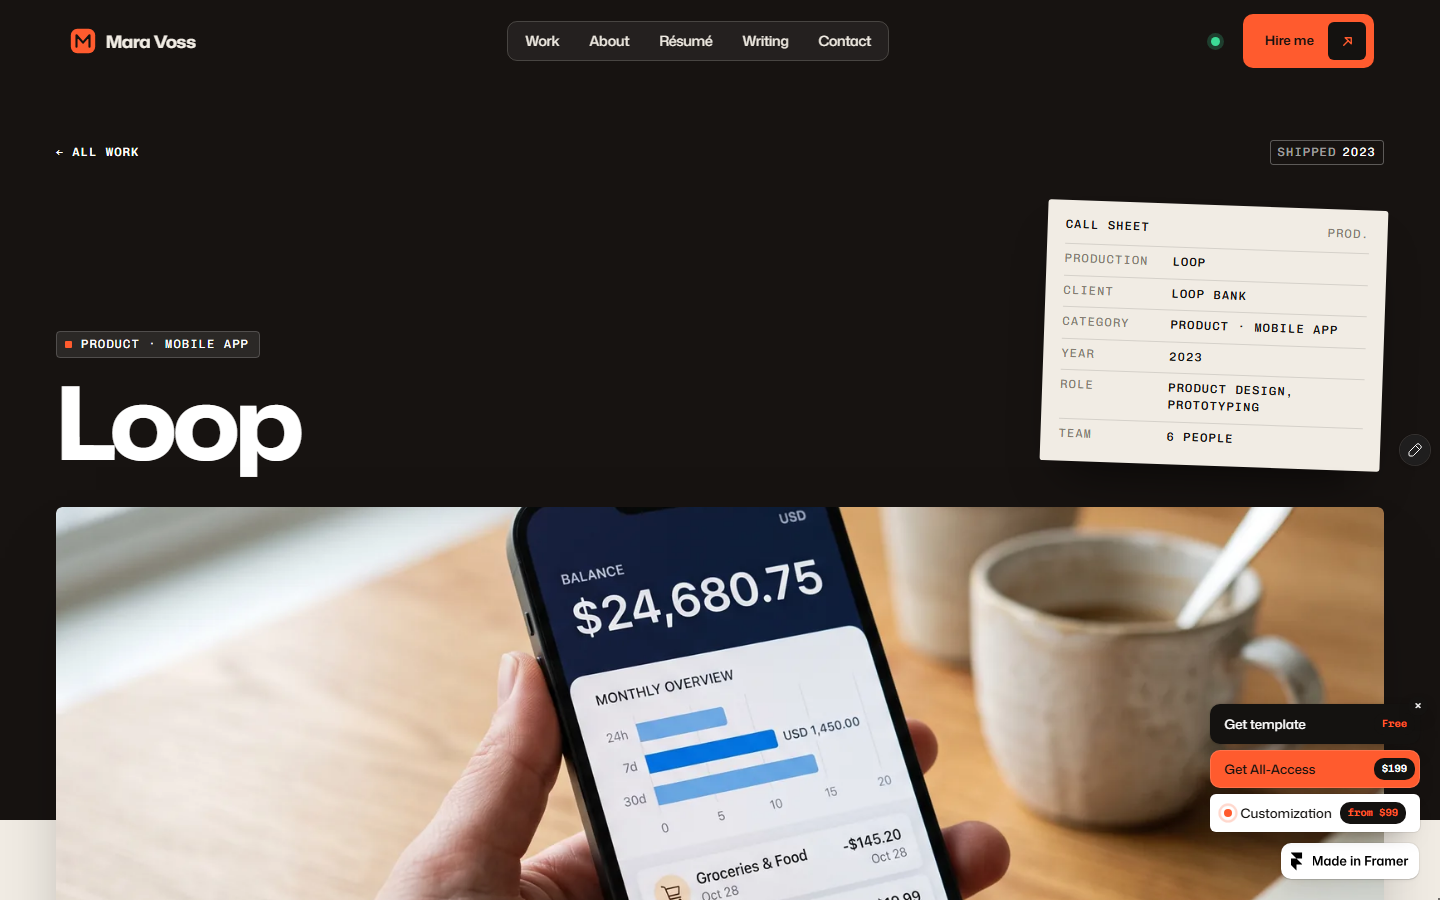 Mara Voss
Work
About
Résumé
Writing
Contact
Hire me
← ALL WORK
SHIPPED 2023
CALL SHEET
PROD.
PRODUCTION LOOP
CLIENT LOOP BANK
CATEGORY PRODUCT · MOBILE APP
YEAR 2023
ROLE PRODUCT DESIGN,
PROTOTYPING
TEAM 6 PEOPLE
PRODUCT · MOBILE APP
Loop
USD
BALANCE
$24,680.75
MONTHLY OVERVIEW
24h
USD 1,450.00
7d
30d
0 5 10 15 20
Groceries & Food -$145.20
Oct 28 Oct 28
Get template Free
Get All-Access $199
Customization from $99
Made in Framer